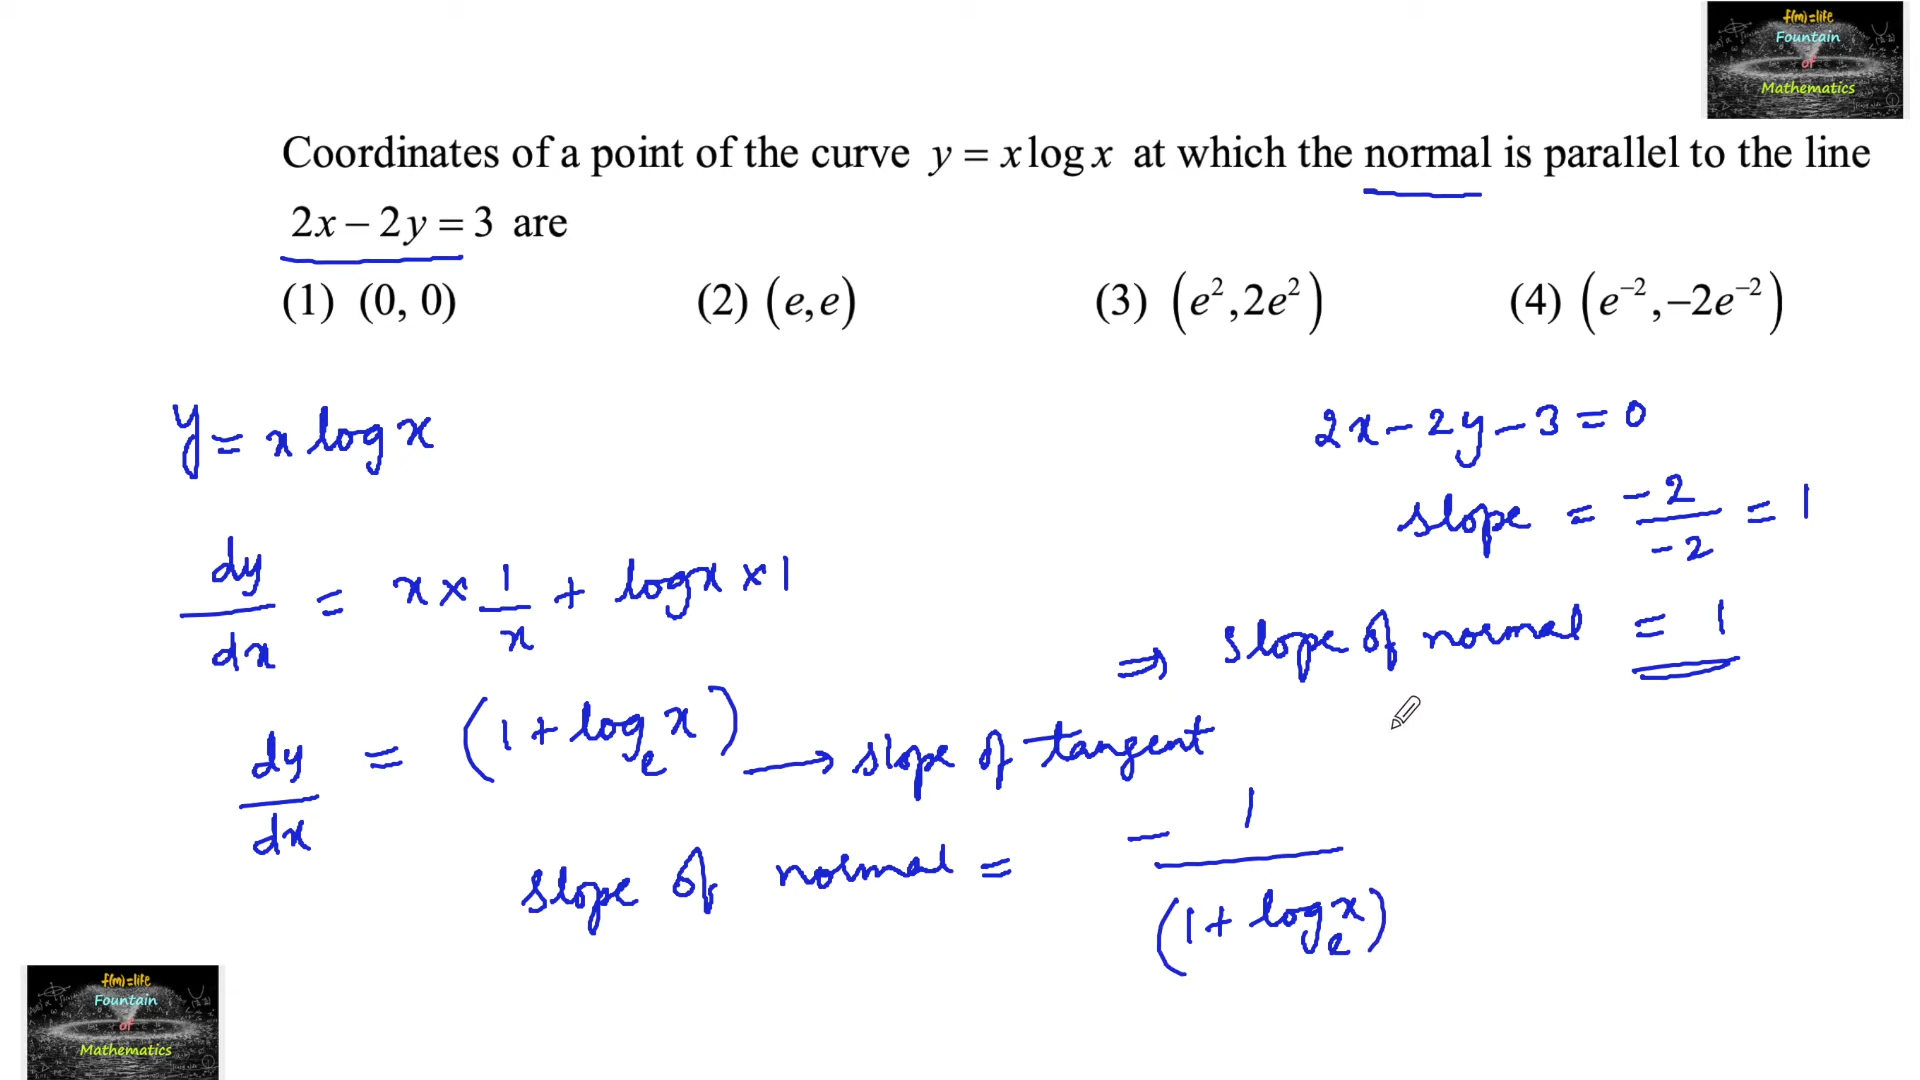 f(m)=life
Fountain
of
Mathematics
Coordinates of a point of the curve y = x log x at which the normal is parallel to the line
2x − 2y = 3 are
(1) (0, 0) (2) (e, e) (3) (e², 2e²) (4) (e⁻², −2e⁻²)
y = x log x
2x − 2y − 3 = 0
slope = −2/−2 = 1
dy/dx = x × 1/x + log x × 1
⇒ slope of normal = 1
dy/dx = (1 + logₑ x) → slope of tangent
slope of normal = − 1/(1 + logₑ x)
f(m)=life
Fountain
of
Mathematics